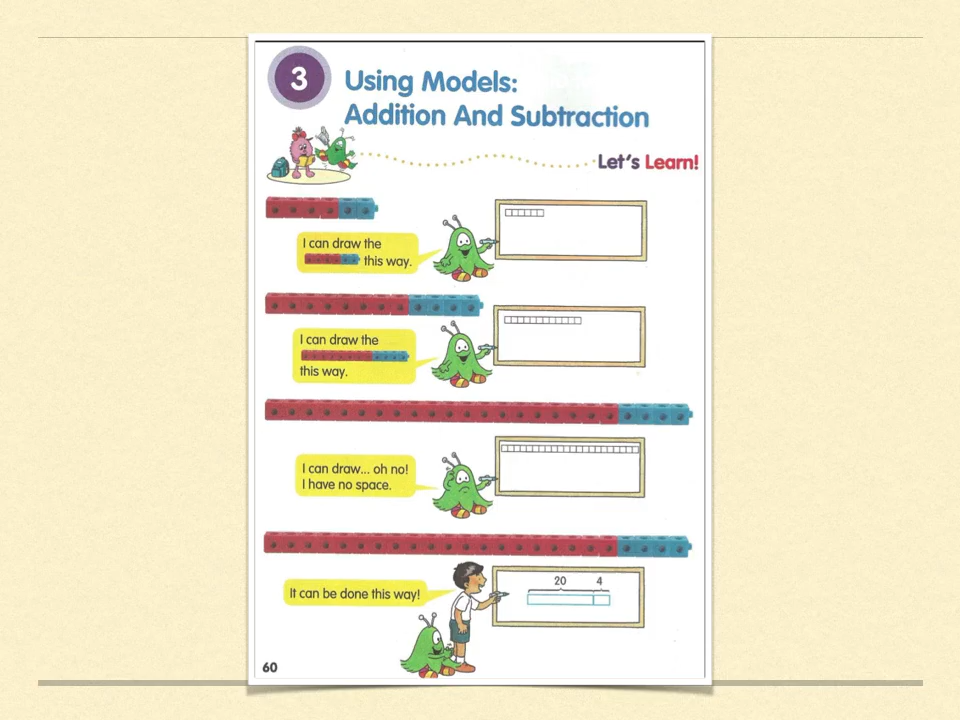 3
Using Models:
Addition And Subtraction
Let's Learn!
I can draw the
this way.
I can draw the
this way.
I can draw... oh no!
I have no space.
It can be done this way!
20 4
60